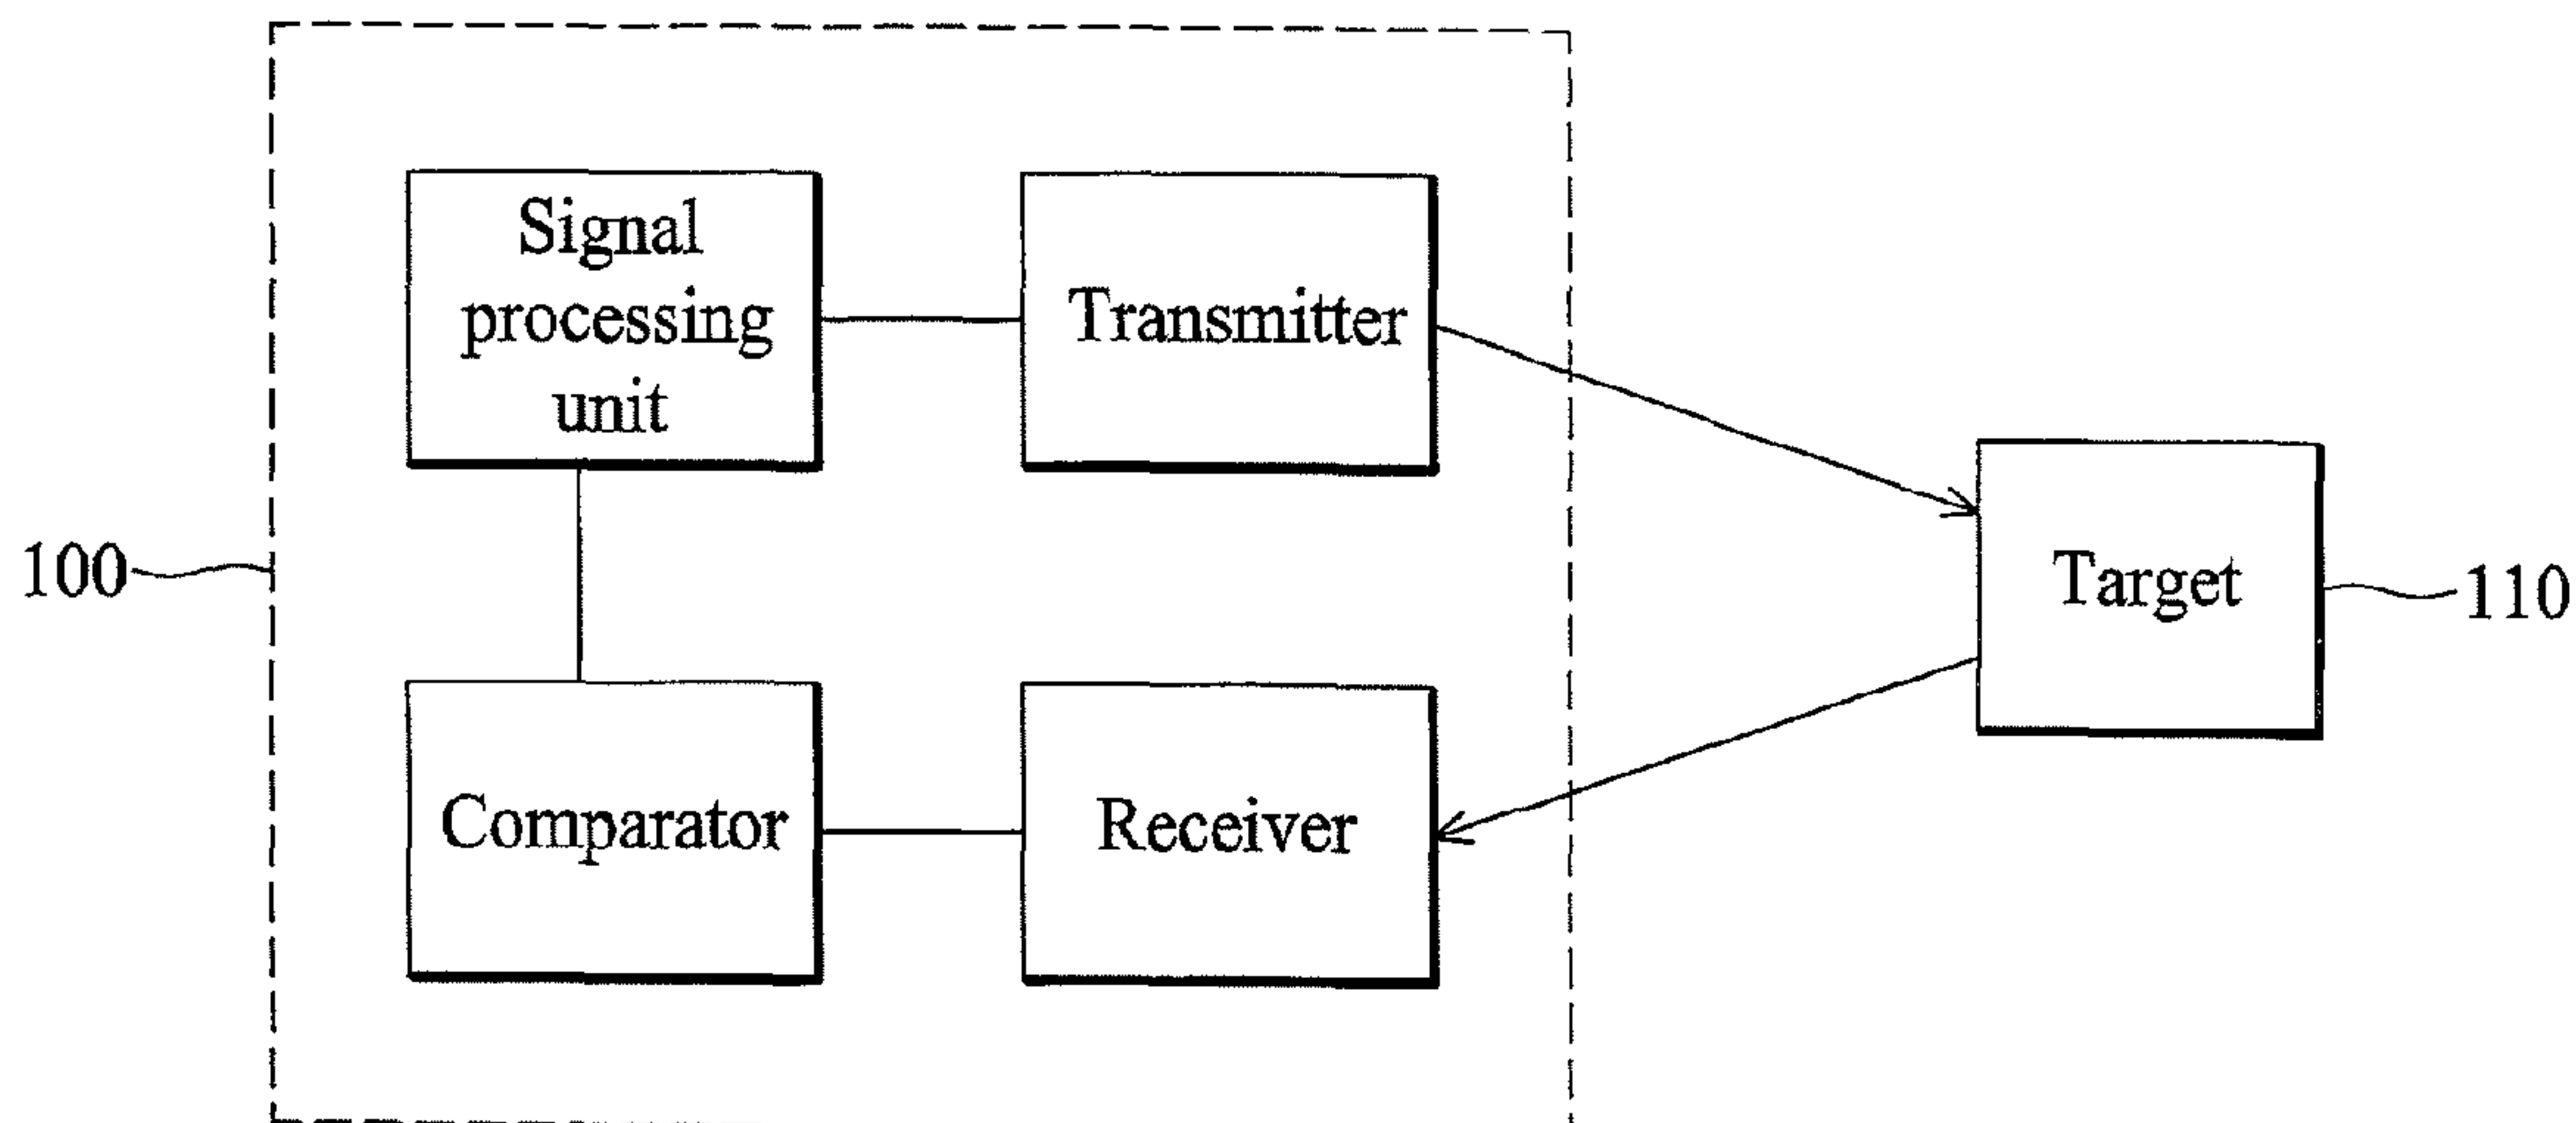 Signal
processing
unit
Transmitter
100
Target
110
Comparator
Receiver